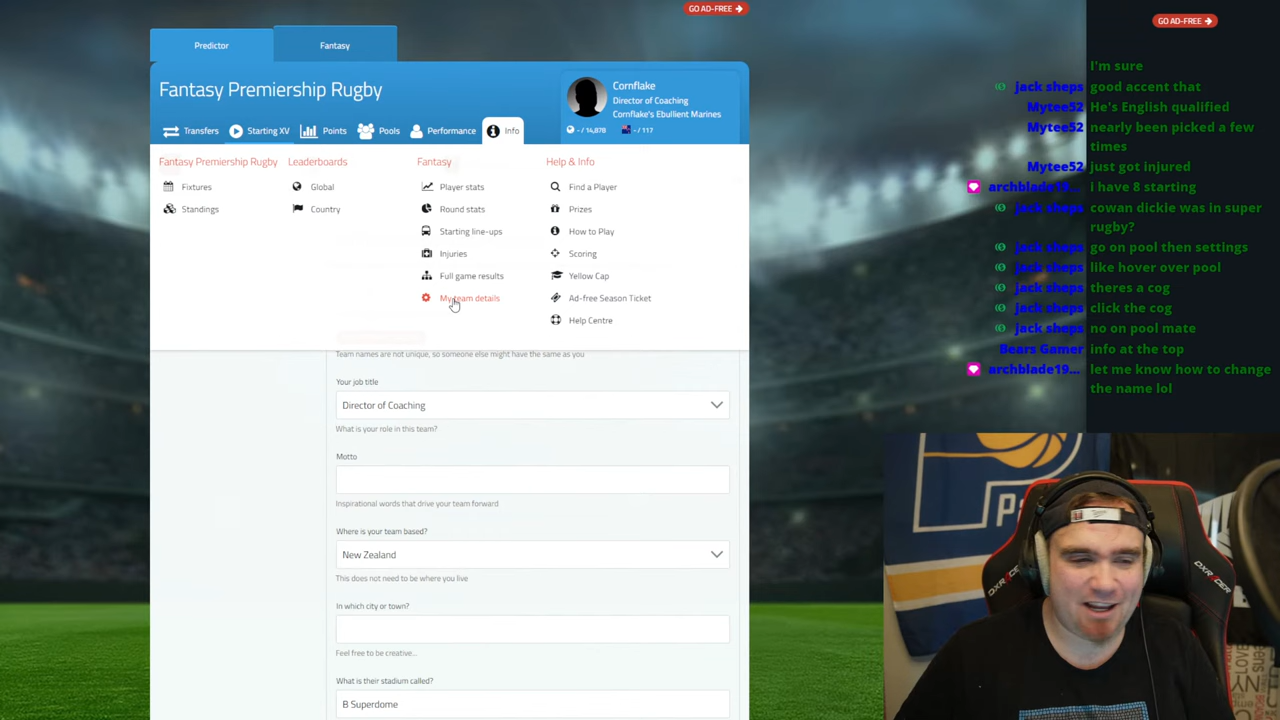 GO AD-FREE
Predictor
Fantasy
Fantasy Premiership Rugby
Cornflake
Director of Coaching
Cornflake's Ebullient Marines
- / 14,878
- / 117
Transfers
Starting XV
Points
Pools
Performance
Info
Fantasy Premiership Rugby
Fixtures
Standings
Leaderboards
Global
Country
Fantasy
Player stats
Round stats
Starting line-ups
Injuries
Full game results
My team details
Help & Info
Find a Player
Prizes
How to Play
Scoring
Yellow Cap
Ad-free Season Ticket
Help Centre
Team names are not unique, so someone else might have the same as you
Your job title
Director of Coaching
What is your role in this team?
Motto
Inspirational words that drive your team forward
Where is your team based?
New Zealand
This does not need to be where you live
In which city or town?
Feel free to be creative...
What is their stadium called?
B Superdome
GO AD-FREE
I'm sure
jack sheps good accent that
Mytee52 He's English qualified
Mytee52 nearly been picked a few
times
Mytee52 just got injured
archblade19... i have 8 starting
jack sheps cowan dickie was in super
rugby?
jack sheps go on pool then settings
jack sheps like hover over pool
jack sheps theres a cog
jack sheps click the cog
jack sheps no on pool mate
Bears Gamer info at the top
archblade19... let me know how to change
the name lol
DXRACER